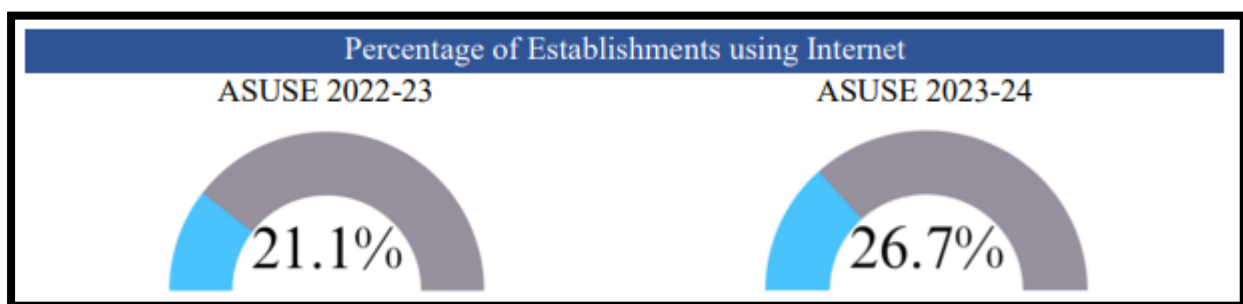 Percentage of Establishments using Internet
ASUSE 2022-23
ASUSE 2023-24
21.1%
26.7%